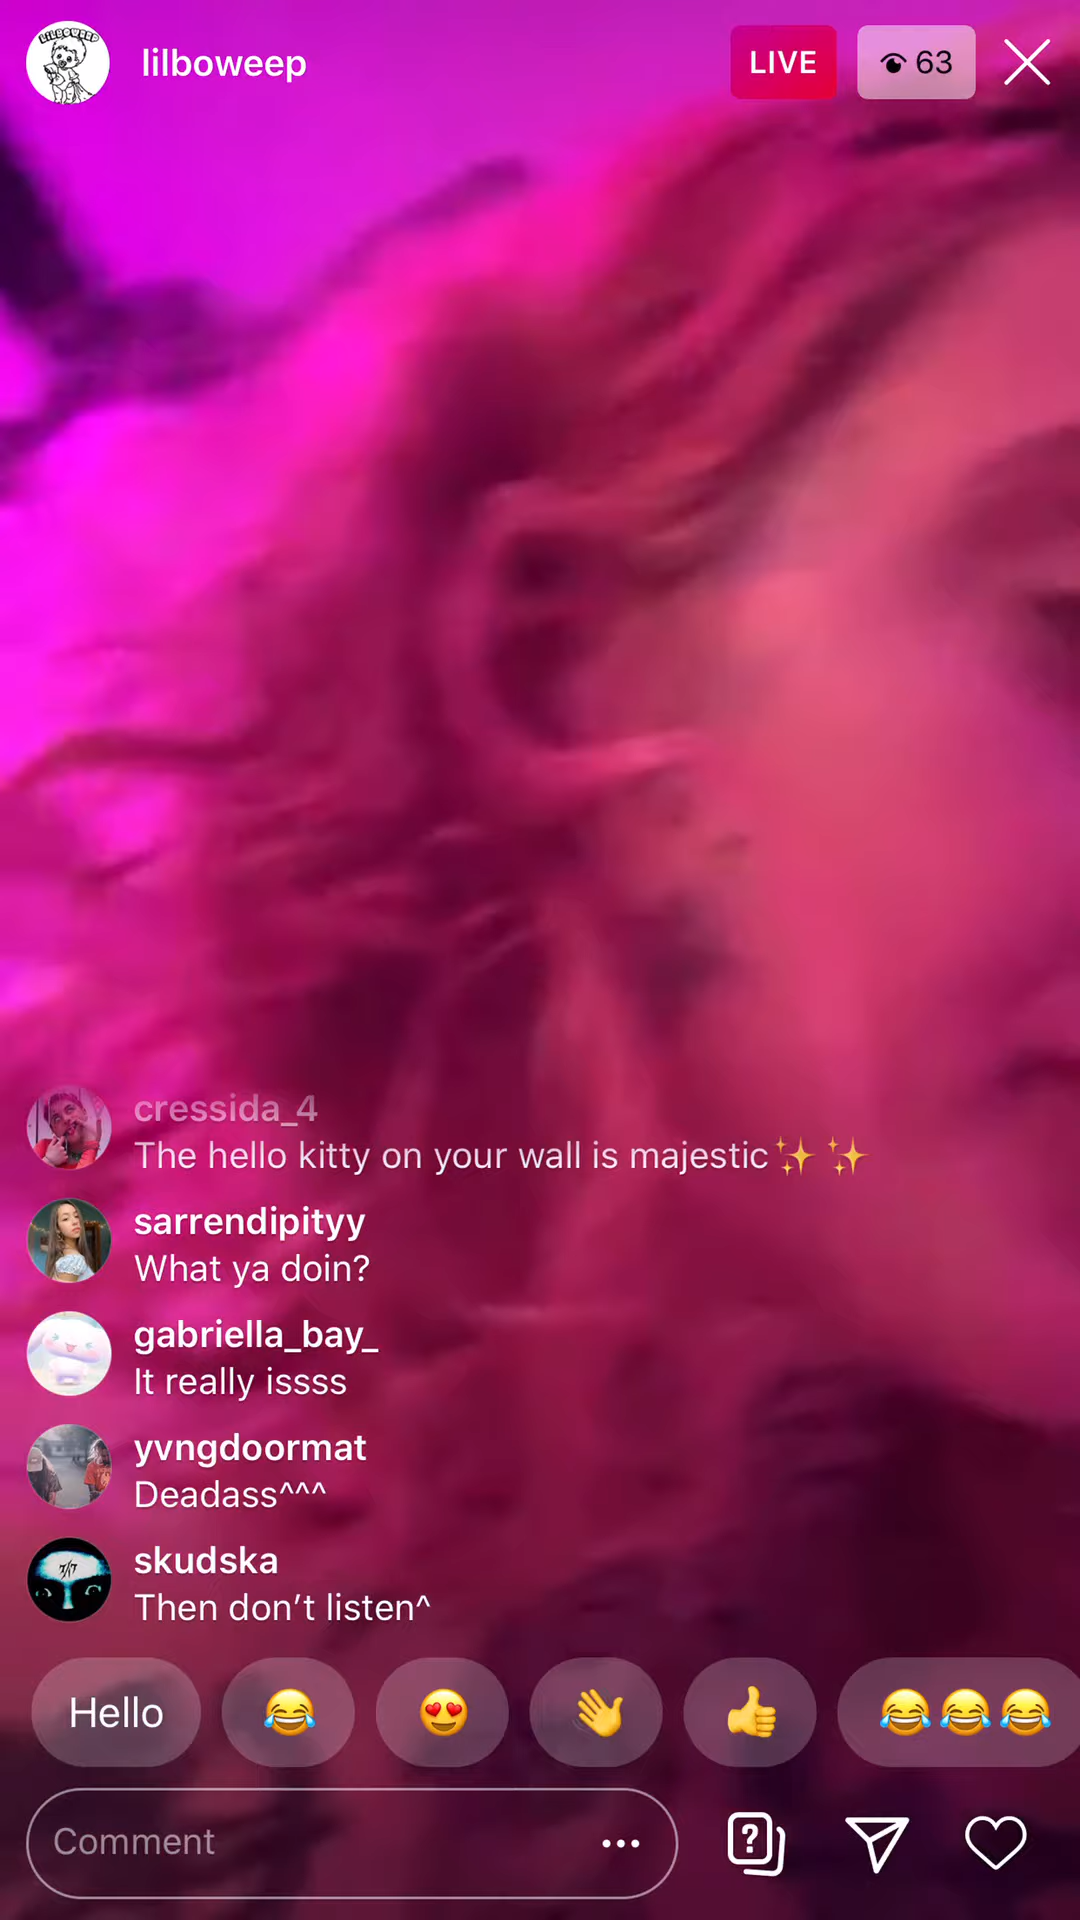 LILBOWEEP
lilboweep
LIVE
63
cressida_4
The hello kitty on your wall is majestic✨✨
sarrendipityy
What ya doin?
gabriella_bay_
It really issss
yvngdoormat
Deadass^^^
skudska
Then don’t listen^
Hello
😂
😍
👋
👍
😂😂😂
Comment